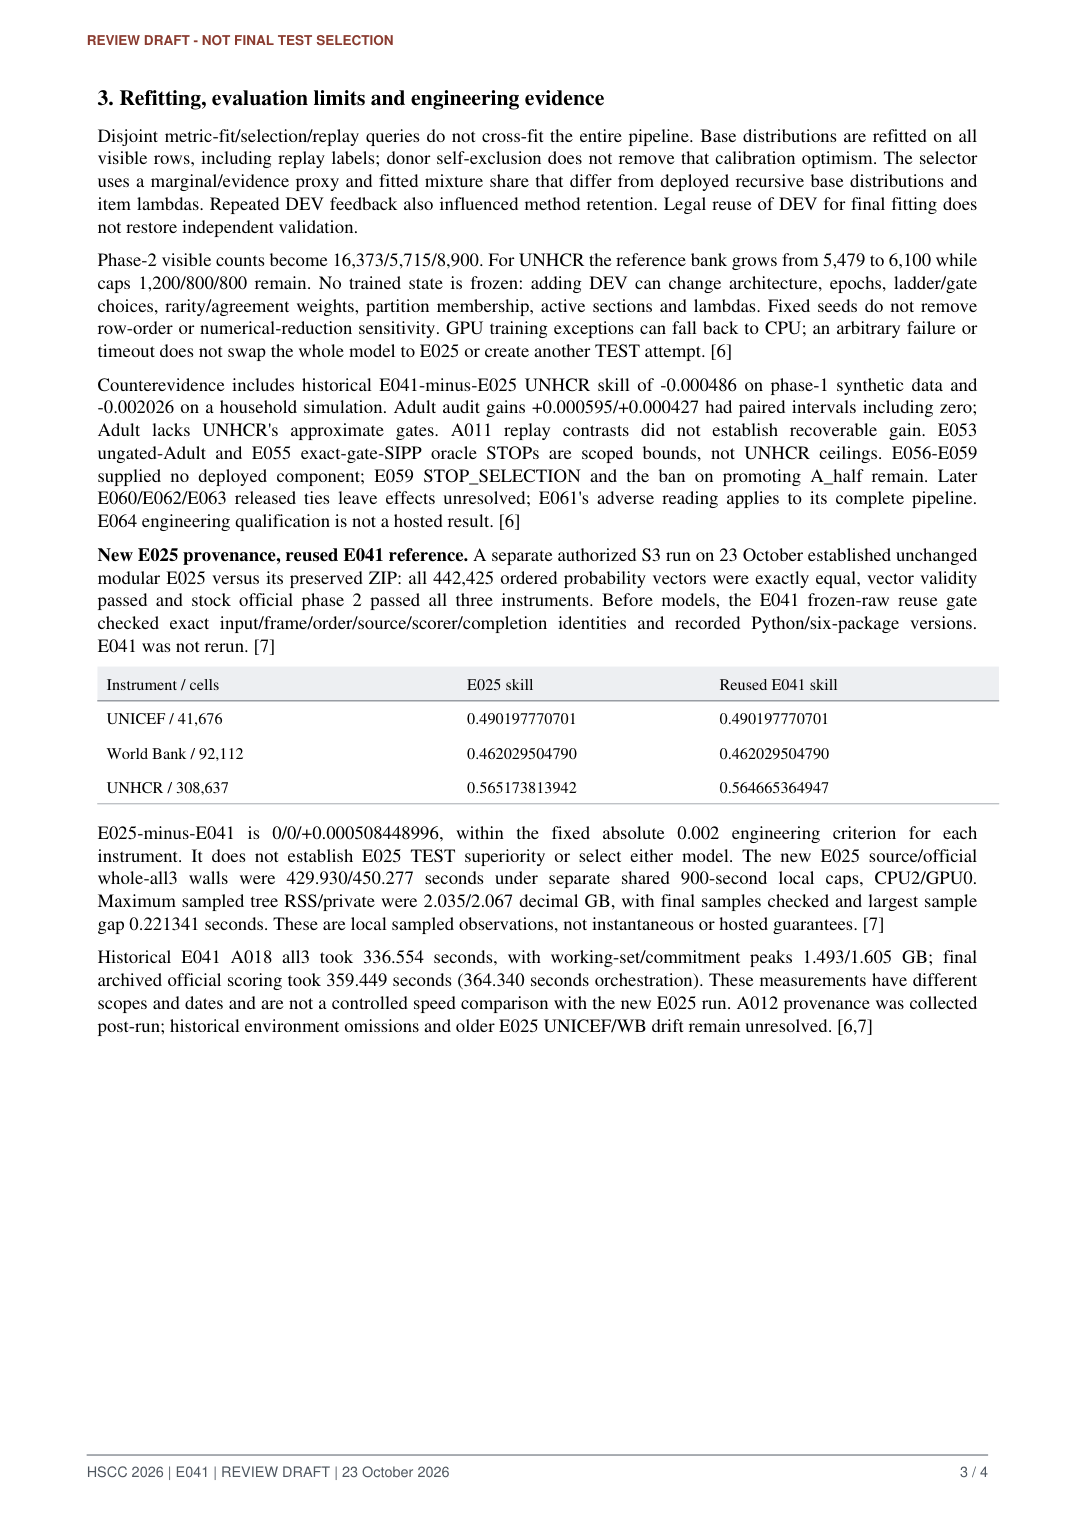 REVIEW DRAFT - NOT FINAL TEST SELECTION
3. Refitting, evaluation limits and engineering evidence
Disjoint metric-fit/selection/replay queries do not cross-fit the entire pipeline. Base distributions are refitted on all
visible rows, including replay labels; donor self-exclusion does not remove that calibration optimism. The selector
uses a marginal/evidence proxy and fitted mixture share that differ from deployed recursive base distributions and
item lambdas. Repeated DEV feedback also influenced method retention. Legal reuse of DEV for final fitting does
not restore independent validation.
Phase-2 visible counts become 16,373/5,715/8,900. For UNHCR the reference bank grows from 5,479 to 6,100 while
caps 1,200/800/800 remain. No trained state is frozen: adding DEV can change architecture, epochs, ladder/gate
choices, rarity/agreement weights, partition membership, active sections and lambdas. Fixed seeds do not remove
row-order or numerical-reduction sensitivity. GPU training exceptions can fall back to CPU; an arbitrary failure or
timeout does not swap the whole model to E025 or create another TEST attempt. [6]
Counterevidence includes historical E041-minus-E025 UNHCR skill of -0.000486 on phase-1 synthetic data and
-0.002026 on a household simulation. Adult audit gains +0.000595/+0.000427 had paired intervals including zero;
Adult lacks UNHCR's approximate gates. A011 replay contrasts did not establish recoverable gain. E053
ungated-Adult and E055 exact-gate-SIPP oracle STOPs are scoped bounds, not UNHCR ceilings. E056-E059
supplied no deployed component; E059 STOP_SELECTION and the ban on promoting A_half remain. Later
E060/E062/E063 released ties leave effects unresolved; E061's adverse reading applies to its complete pipeline.
E064 engineering qualification is not a hosted result. [6]
New E025 provenance, reused E041 reference. A separate authorized S3 run on 23 October established unchanged
modular E025 versus its preserved ZIP: all 442,425 ordered probability vectors were exactly equal, vector validity
passed and stock official phase 2 passed all three instruments. Before models, the E041 frozen-raw reuse gate
checked exact input/frame/order/source/scorer/completion identities and recorded Python/six-package versions.
E041 was not rerun. [7]
Instrument / cells E025 skill Reused E041 skill
UNICEF / 41,676 0.490197770701 0.490197770701
World Bank / 92,112 0.462029504790 0.462029504790
UNHCR / 308,637 0.565173813942 0.564665364947
E025-minus-E041 is 0/0/+0.000508448996, within the fixed absolute 0.002 engineering criterion for each
instrument. It does not establish E025 TEST superiority or select either model. The new E025 source/official
whole-all3 walls were 429.930/450.277 seconds under separate shared 900-second local caps, CPU2/GPU0.
Maximum sampled tree RSS/private were 2.035/2.067 decimal GB, with final samples checked and largest sample
gap 0.221341 seconds. These are local sampled observations, not instantaneous or hosted guarantees. [7]
Historical E041 A018 all3 took 336.554 seconds, with working-set/commitment peaks 1.493/1.605 GB; final
archived official scoring took 359.449 seconds (364.340 seconds orchestration). These measurements have different
scopes and dates and are not a controlled speed comparison with the new E025 run. A012 provenance was collected
post-run; historical environment omissions and older E025 UNICEF/WB drift remain unresolved. [6,7]
HSCC 2026 | E041 | REVIEW DRAFT | 23 October 2026 3 / 4